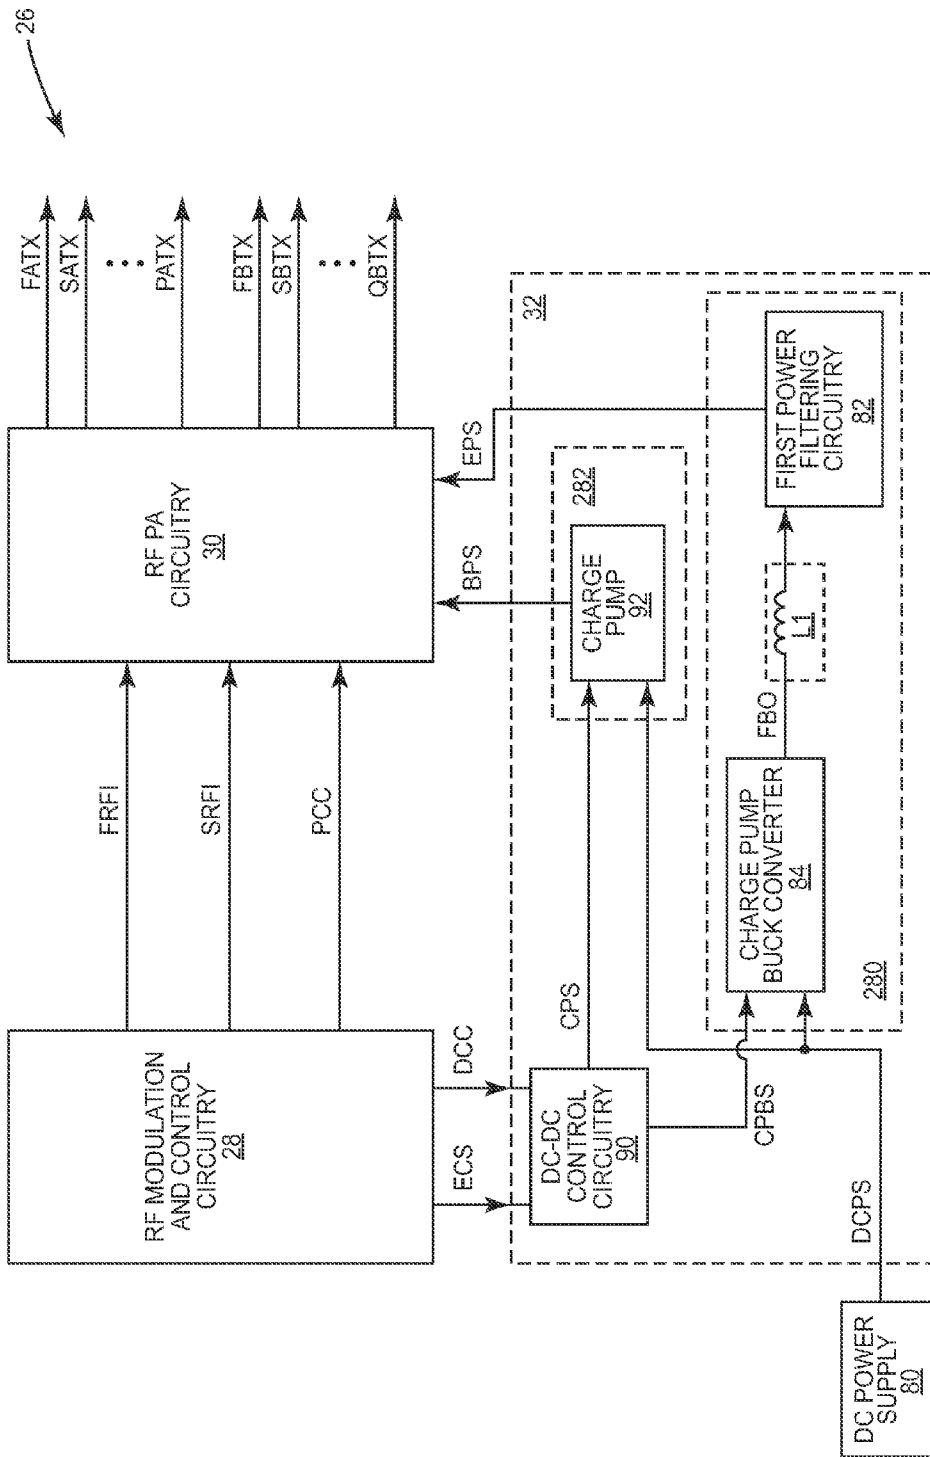 26
FATX
SATX
PATX
FBTX
SBTX
QBTX
RF PA
CIRCUITRY
30
FRFI
SRFI
PCC
RF MODULATION
AND CONTROL
CIRCUITRY
28
ECS
DCC
BPS
EPS
32
282
CHARGE
PUMP
92
CPS
DC-DC
CONTROL
CIRCUITRY
90
CPBS
FIRST POWER
FILTERING
CIRCUITRY
82
L1
FBO
CHARGE PUMP
BUCK CONVERTER
84
280
DCPS
DC POWER
SUPPLY
80